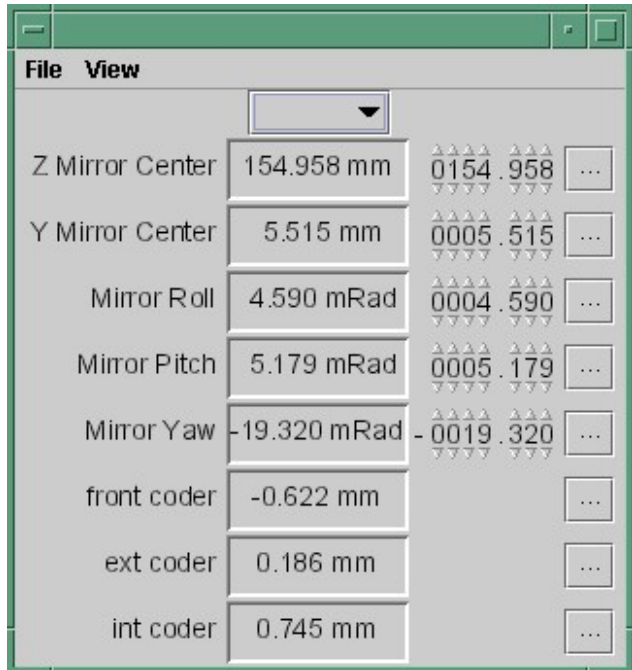 File View
Z Mirror Center 154.958 mm 0154.958 ...
Y Mirror Center 5.515 mm 0005.515 ...
Mirror Roll 4.590 mRad 0004.590 ...
Mirror Pitch 5.179 mRad 0005.179 ...
Mirror Yaw -19.320 mRad -0019.320 ...
front coder -0.622 mm ...
ext coder 0.186 mm ...
int coder 0.745 mm ...